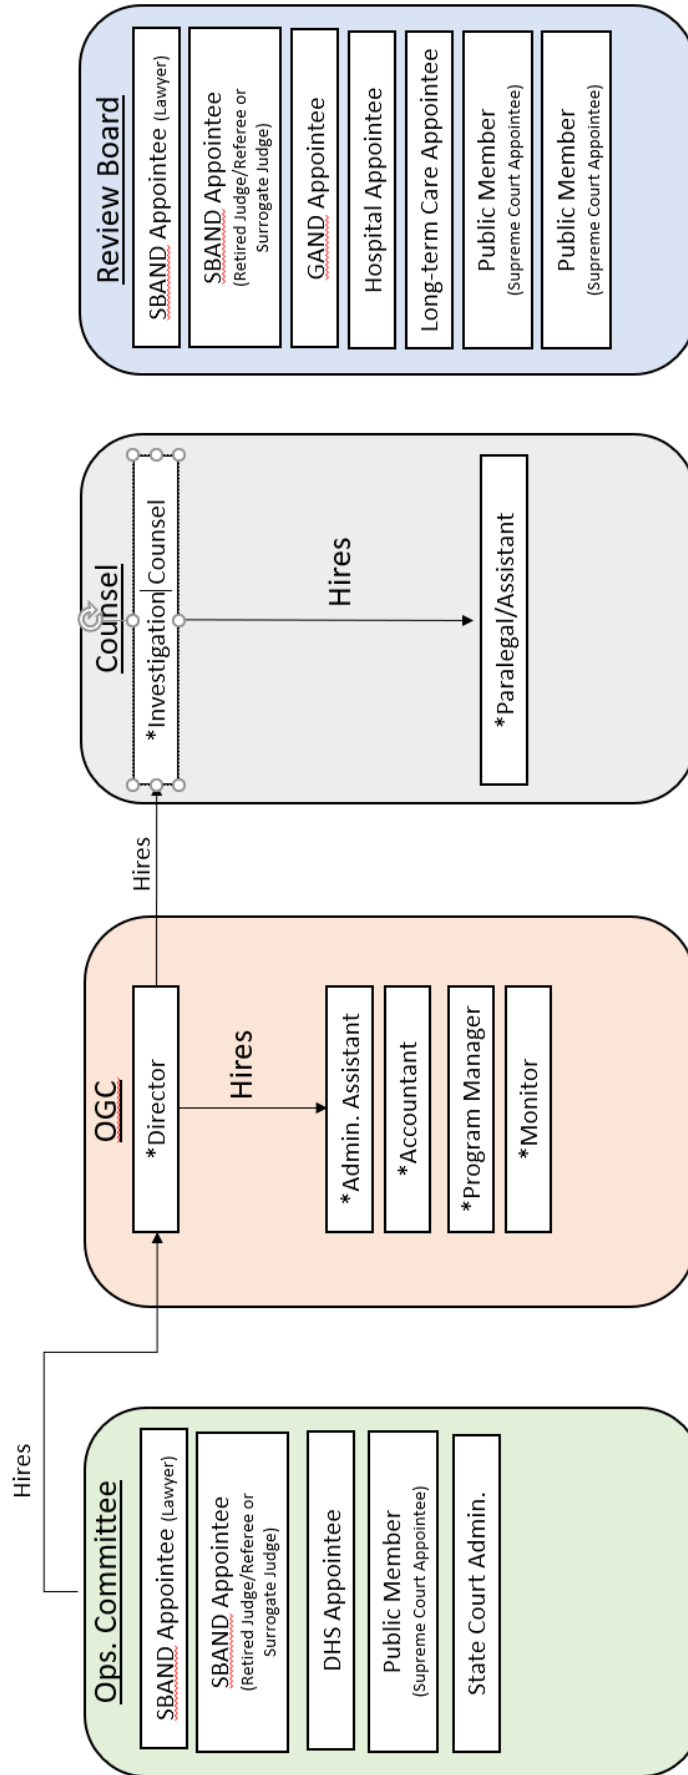 Hires
Ops. Committee
SBAND Appointee (Lawyer)
SBAND Appointee
(Retired Judge/Referee or
Surrogate Judge)
DHS Appointee
Public Member
(Supreme Court Appointee)
State Court Admin.
OGC
*Director
Hires
*Admin. Assistant
*Accountant
*Program Manager
*Monitor
Hires
Counsel
*Investigation Counsel
Hires
*Paralegal/Assistant
Review Board
SBAND Appointee (Lawyer)
SBAND Appointee
(Retired Judge/Referee or
Surrogate Judge)
GAND Appointee
Hospital Appointee
Long-term Care Appointee
Public Member
(Supreme Court Appointee)
Public Member
(Supreme Court Appointee)